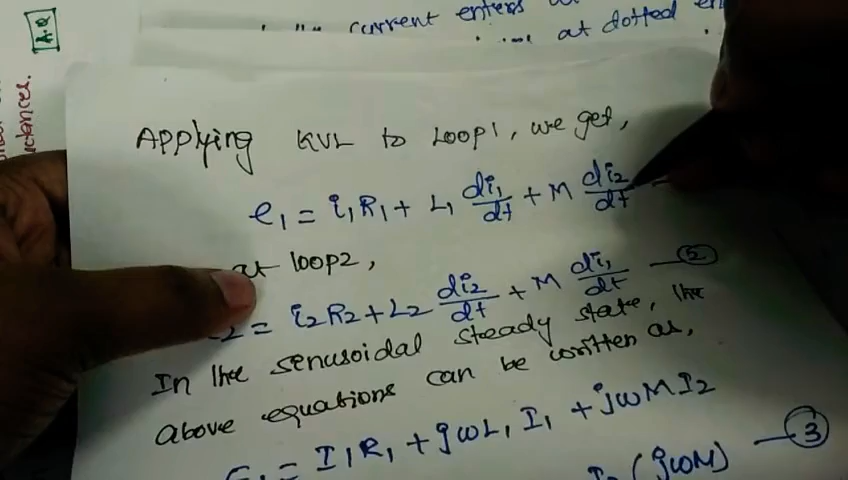 current enters
at dotted
Applying KVL to Loop1, we get,
e₁ = i₁R₁ + L₁ di₁/dt + M di₂/dt
at loop2,
₂ = i₂R₂ + L₂ di₂/dt + M di₁/dt — ②
In the senusoidal steady state, the
above equations can be written as,
= I₁R₁ + jωL₁ I₁ + jωM I₂
(jωM) — ③